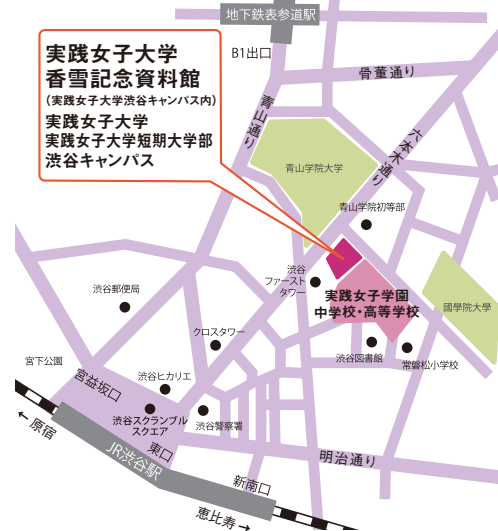 地下鉄表参道駅
B1出口
実践女子大学
香雪記念資料館
(実践女子大学渋谷キャンパス内)
実践女子大学
実践女子大学短期大学部
渋谷キャンパス
骨董通り
青山通り
六本木通り
青山学院大学
青山学院初等部
渋谷
ファースト
タワー
実践女子学園
中学校・高等学校
國學院大學
渋谷郵便局
クロスタワー
渋谷図書館
常磐松小学校
宮下公園
宮益坂口
渋谷ヒカリエ
渋谷スクランブル
スクエア
渋谷警察署
東口
明治通り
← 原宿
JR渋谷駅
新南口
恵比寿 →